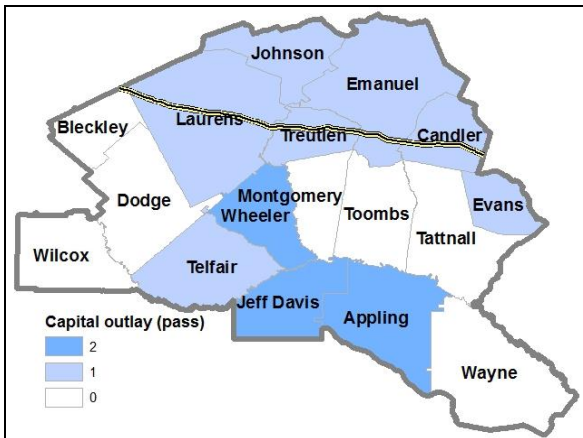 Johnson
Emanuel
Bleckley
Laurens
Treutlen
Candler
Dodge
Montgomery
Wheeler
Toombs
Evans
Tattnall
Wilcox
Telfair
Jeff Davis
Appling
Wayne
Capital outlay (pass)
2
1
0